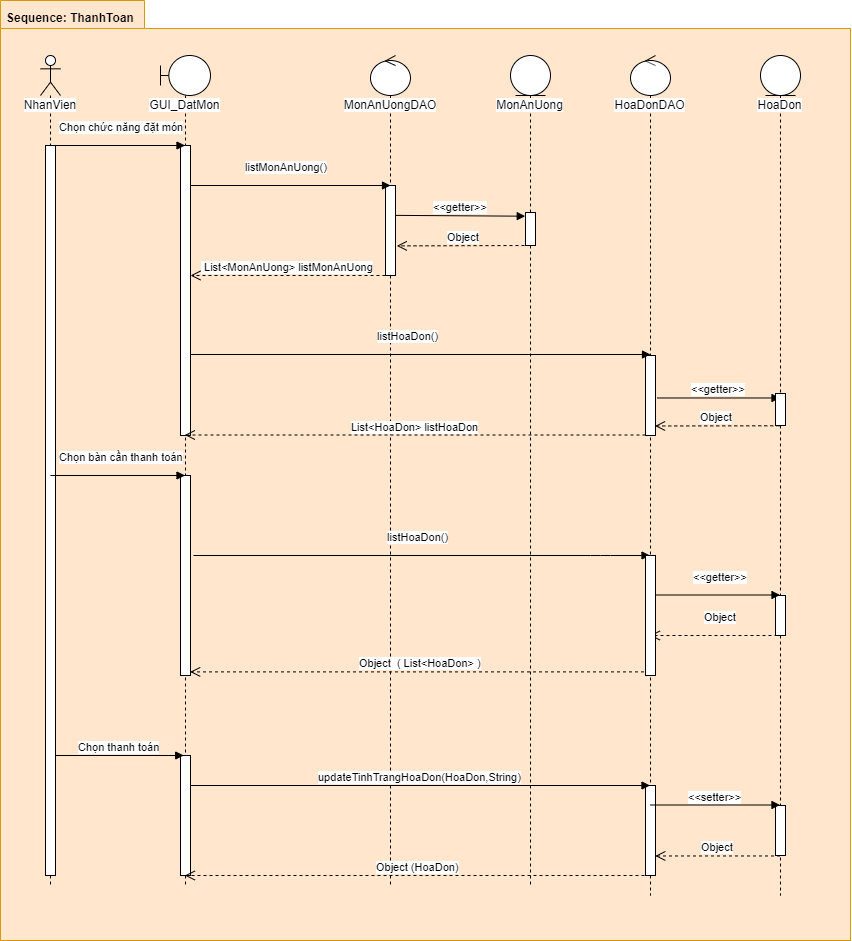 Sequence: ThanhToan
NhanVien
GUI_DatMon
MonAnUongDAO
MonAnUong
HoaDonDAO
HoaDon
Chọn chức năng đặt món
listMonAnUong()
<<getter>>
Object
List<MonAnUong> listMonAnUong
listHoaDon()
<<getter>>
Object
List<HoaDon> listHoaDon
Chọn bàn cần thanh toán
listHoaDon()
<<getter>>
Object
Object ( List<HoaDon> )
Chọn thanh toán
updateTinhTrangHoaDon(HoaDon,String)
<<setter>>
Object
Object (HoaDon)